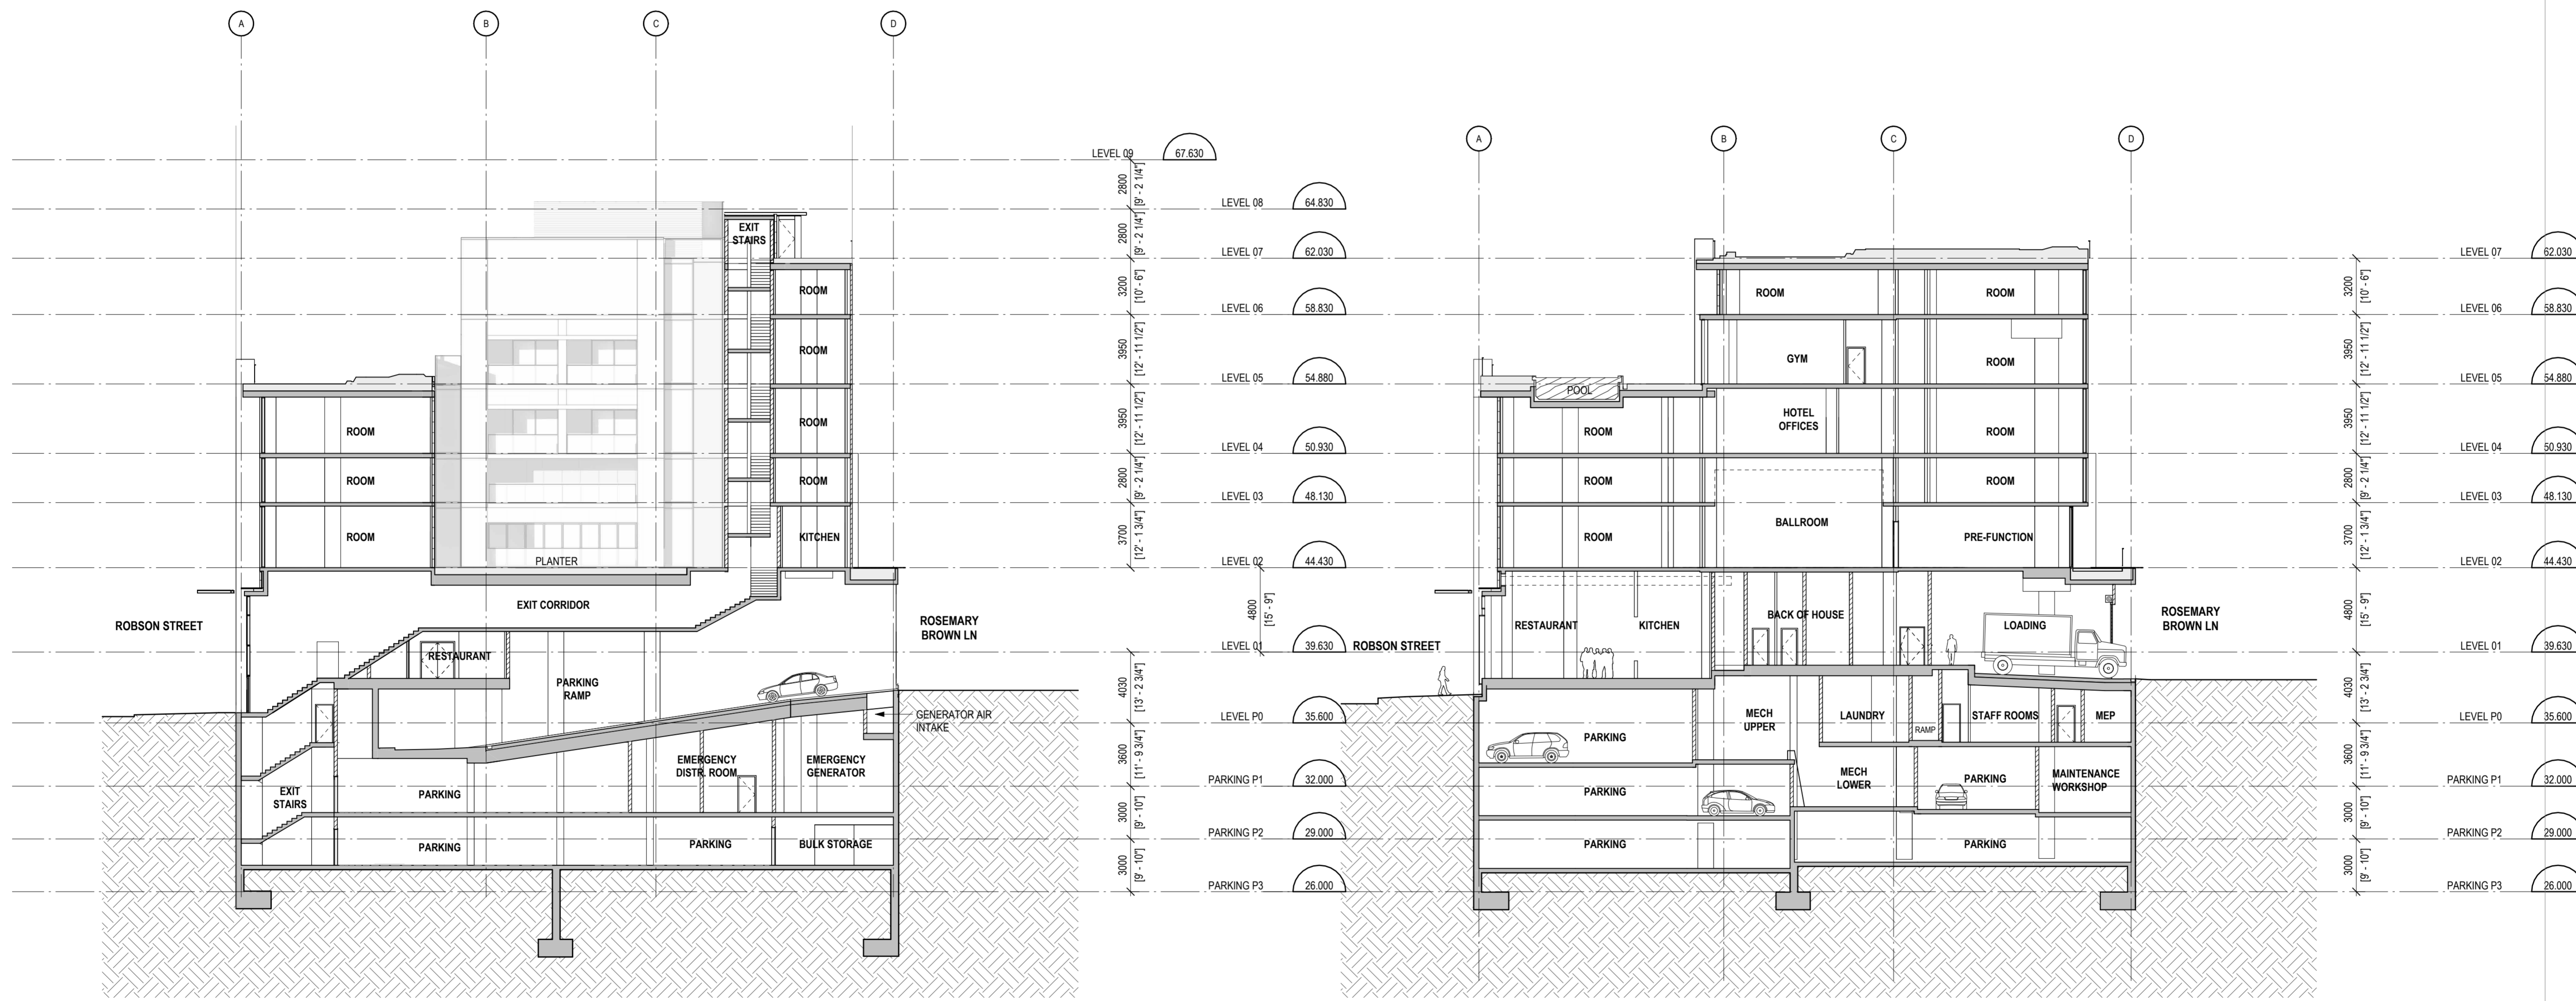 A
B
C
D
LEVEL 09 67.630
LEVEL 08 64.830
LEVEL 07 62.030
LEVEL 06 58.830
LEVEL 05 54.880
LEVEL 04 50.930
LEVEL 03 48.130
LEVEL 02 44.430
LEVEL 01 39.630
LEVEL P0 35.600
PARKING P1 32.000
PARKING P2 29.000
PARKING P3 26.000
2800
[9' - 2 1/4"]
2800
[9' - 2 1/4"]
3200
[10' - 6"]
3950
[12' - 11 1/2"]
3950
[12' - 11 1/2"]
2800
[9' - 2 1/4"]
3700
[12' - 1 3/4"]
4800
[15' - 9"]
4030
[13' - 2 3/4"]
3600
[11' - 9 3/4"]
3000
[9' - 10"]
3000
[9' - 10"]
EXIT
STAIRS
ROOM
ROOM
ROOM
ROOM
ROOM
ROOM
ROOM
KITCHEN
PLANTER
EXIT CORRIDOR
ROBSON STREET
ROSEMARY
BROWN LN
RESTAURANT
PARKING
RAMP
GENERATOR AIR
INTAKE
EMERGENCY
DISTR. ROOM
EMERGENCY
GENERATOR
EXIT
STAIRS
PARKING
PARKING
PARKING
BULK STORAGE
A
B
C
D
ROOM
ROOM
GYM
ROOM
POOL
ROOM
HOTEL
OFFICES
ROOM
ROOM
ROOM
ROOM
BALLROOM
PRE-FUNCTION
ROBSON STREET
RESTAURANT
KITCHEN
BACK OF HOUSE
LOADING
ROSEMARY
BROWN LN
PARKING
MECH
UPPER
LAUNDRY
RAMP
STAFF ROOMS
MEP
PARKING
MECH
LOWER
PARKING
MAINTENANCE
WORKSHOP
PARKING
PARKING
3200
[10' - 6"]
3950
[12' - 11 1/2"]
3950
[12' - 11 1/2"]
2800
[9' - 2 1/4"]
3700
[12' - 1 3/4"]
4800
[15' - 9"]
4030
[13' - 2 3/4"]
3600
[11' - 9 3/4"]
3000
[9' - 10"]
3000
[9' - 10"]
LEVEL 07 62.030
LEVEL 06 58.830
LEVEL 05 54.880
LEVEL 04 50.930
LEVEL 03 48.130
LEVEL 02 44.430
LEVEL 01 39.630
LEVEL P0 35.600
PARKING P1 32.000
PARKING P2 29.000
PARKING P3 26.000